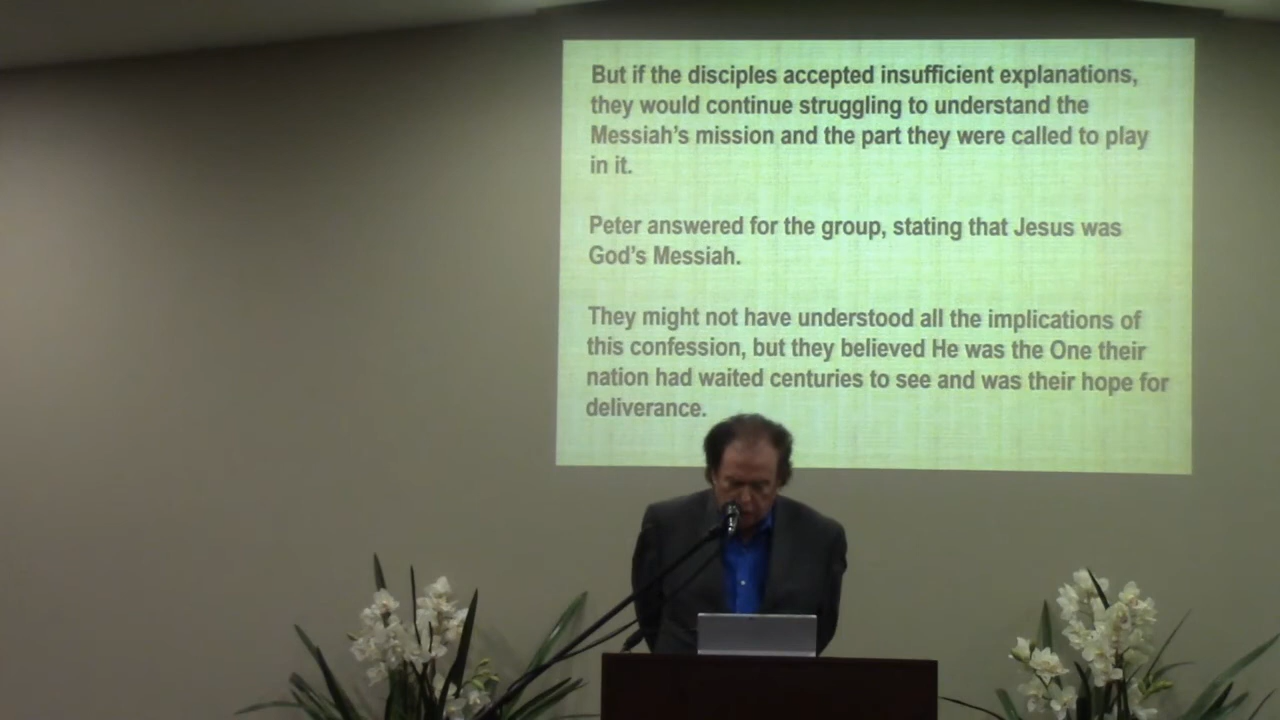 But if the disciples accepted insufficient explanations,
they would continue struggling to understand the
Messiah's mission and the part they were called to play
in it.
Peter answered for the group, stating that Jesus was
God's Messiah.
They might not have understood all the implications of
this confession, but they believed He was the One their
nation had waited centuries to see and was their hope for
deliverance.